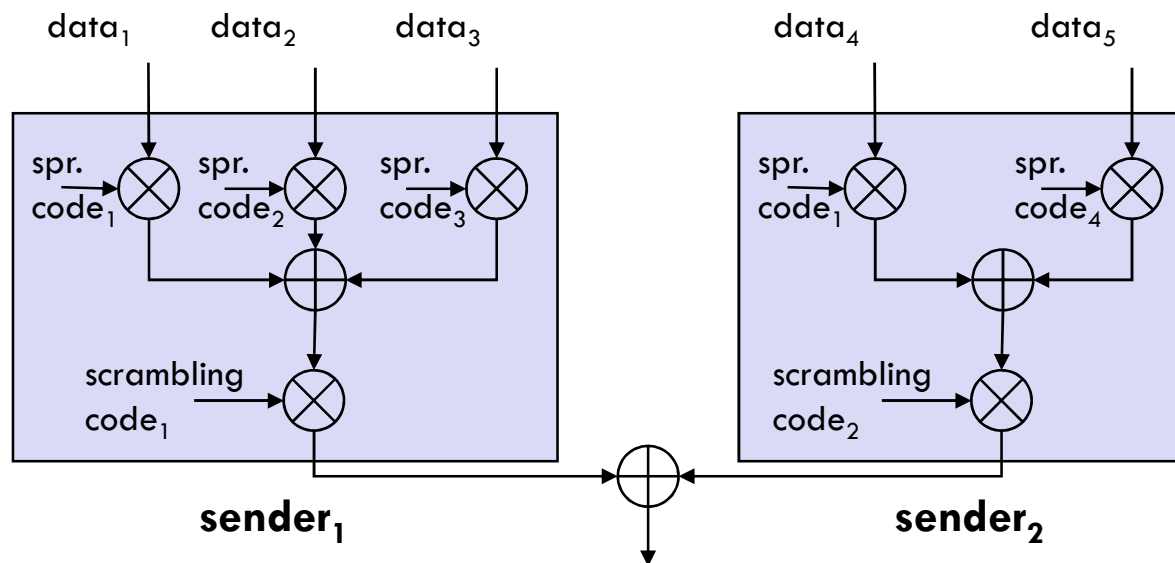 data₁ data₂ data₃ data₄ data₅
spr. spr. spr. spr. spr.
code₁ code₂ code₃ code₁ code₄
scrambling scrambling
code₁ code₂
sender₁ sender₂